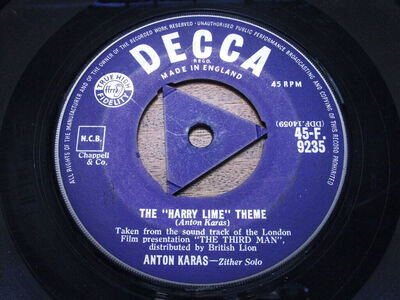 ALL RIGHTS OF THE MANUFACTURER AND OF THE OWNER OF THE RECORDED WORK RESERVED · UNAUTHORISED PUBLIC PERFORMANCE BROADCASTING AND COPYING OF THIS RECORD PROHIBITED
DECCA
REGD.
MADE IN ENGLAND
TRUE HIGH
ffrr
FIDELITY
45 RPM
N.C.B.
Chappell
& Co.
(DDF.14059)
45-F.
9235
THE "HARRY LIME" THEME
(Anton Karas)
Taken from the sound track of the London
Film presentation "THE THIRD MAN",
distributed by British Lion
ANTON KARAS—Zither Solo